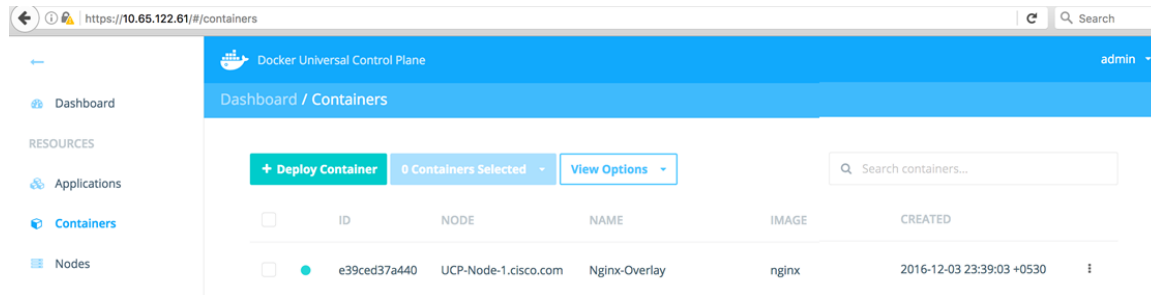 https://10.65.122.61/#/containers Search
Docker Universal Control Plane admin
Dashboard Dashboard / Containers
RESOURCES
+ Deploy Container 0 Containers Selected View Options Search containers...
Applications
Containers ID NODE NAME IMAGE CREATED
Nodes e39ced37a440 UCP-Node-1.cisco.com Nginx-Overlay nginx 2016-12-03 23:39:03 +0530